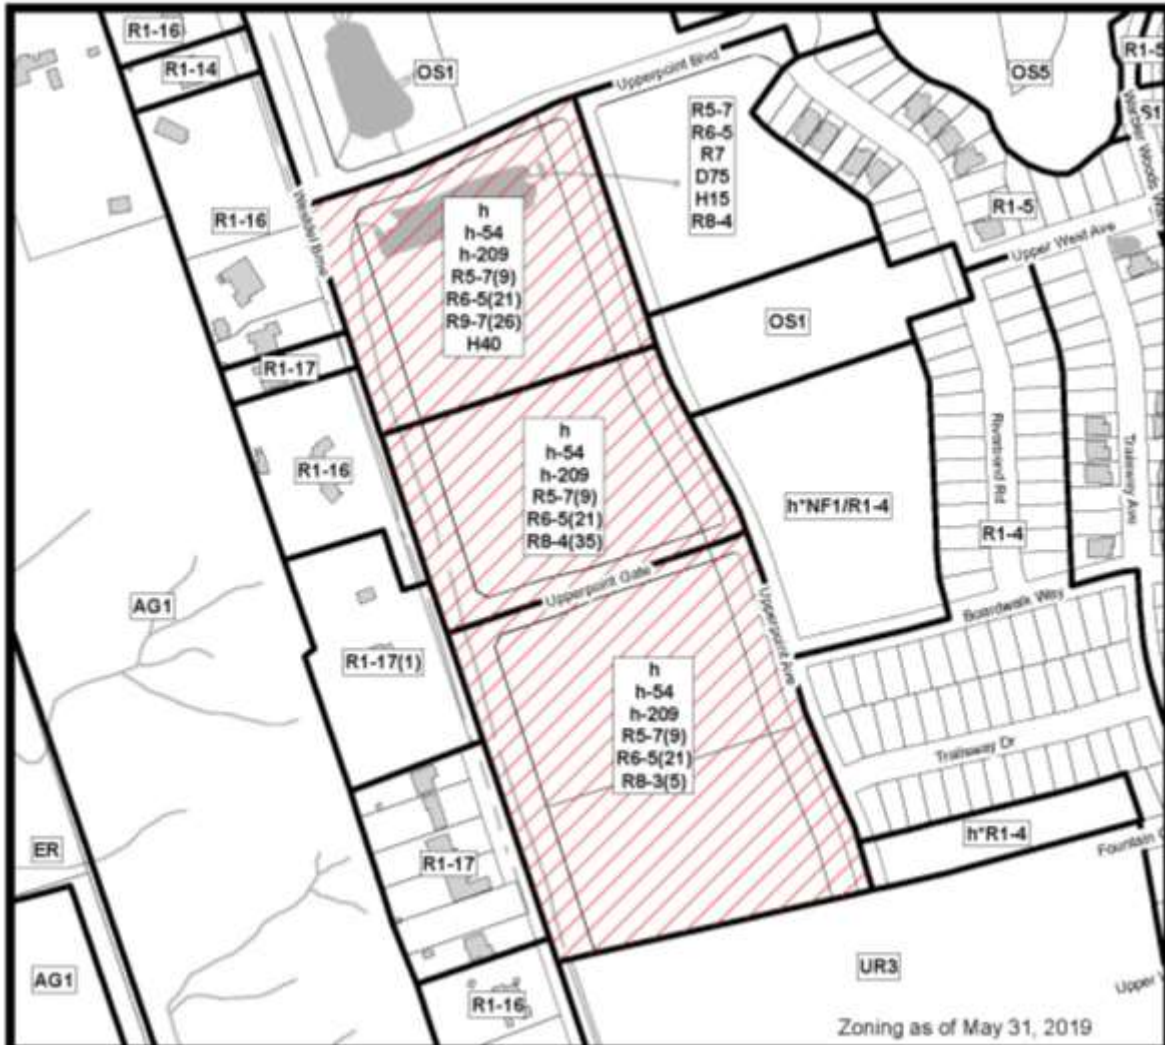 R1-16
R1-14
OS1
Upperpoint Blvd
OS5
R1-5
R5-7
R6-5
R7
D75
H15
R8-4
R1-16
h
h-54
h-209
R5-7(9)
R6-5(21)
R9-7(26)
H40
R1-5
Upper West Ave
OS1
R1-17
h
h-54
h-209
R5-7(9)
R6-5(21)
R8-4(35)
R1-16
h*NF1/R1-4
Riverbend Rd
R1-4
Trailsway Ave
Upperpoint Gate
Boardwalk Way
AG1
R1-17(1)
Upperpoint Ave
h
h-54
h-209
R5-7(9)
R6-5(21)
R8-3(5)
Trailsway Dr
ER
R1-17
h*R1-4
Fountain
AG1
UR3
Upper
R1-16
Zoning as of May 31, 2019